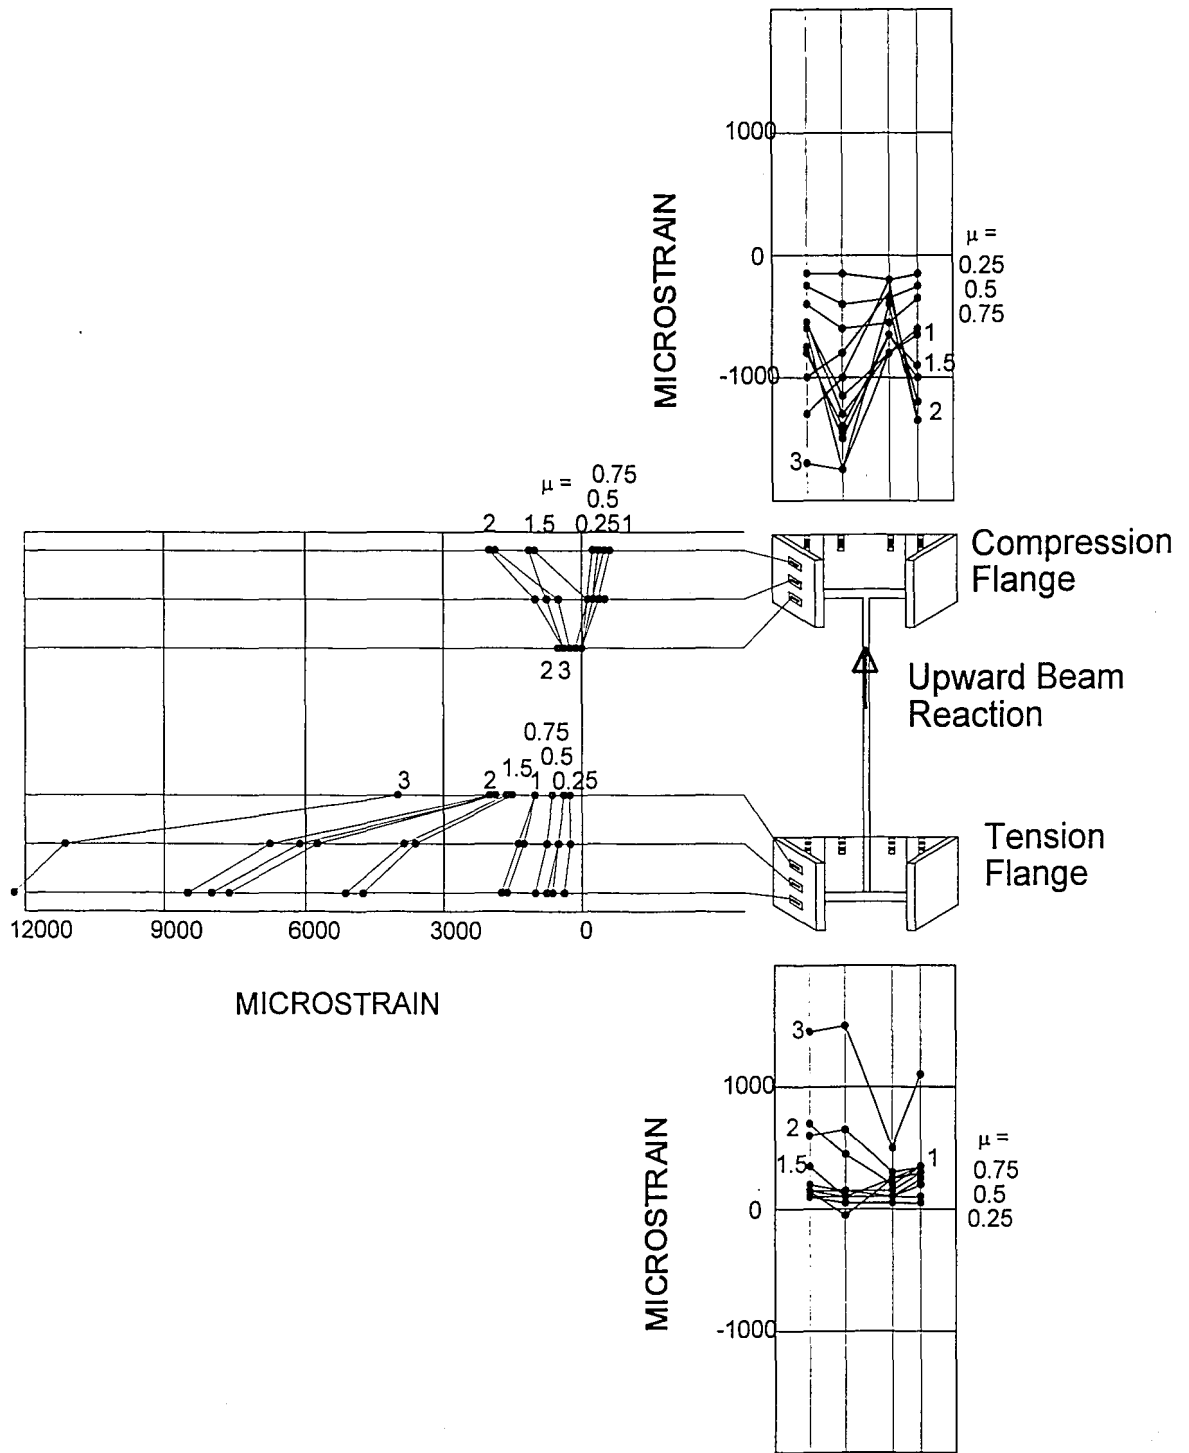 1000
0
-1000
MICROSTRAIN
μ =
0.25
0.5
0.75
1
1.5
2
3
μ =
0.75
0.5
2 1.5 0.25 1
2 3
Compression
Flange
Upward Beam
Reaction
0.75
0.5
1.5
3 2 1 0.25
Tension
Flange
12000 9000 6000 3000 0
MICROSTRAIN
3
1000
2
1.5
0
-1000
MICROSTRAIN
1
μ =
0.75
0.5
0.25